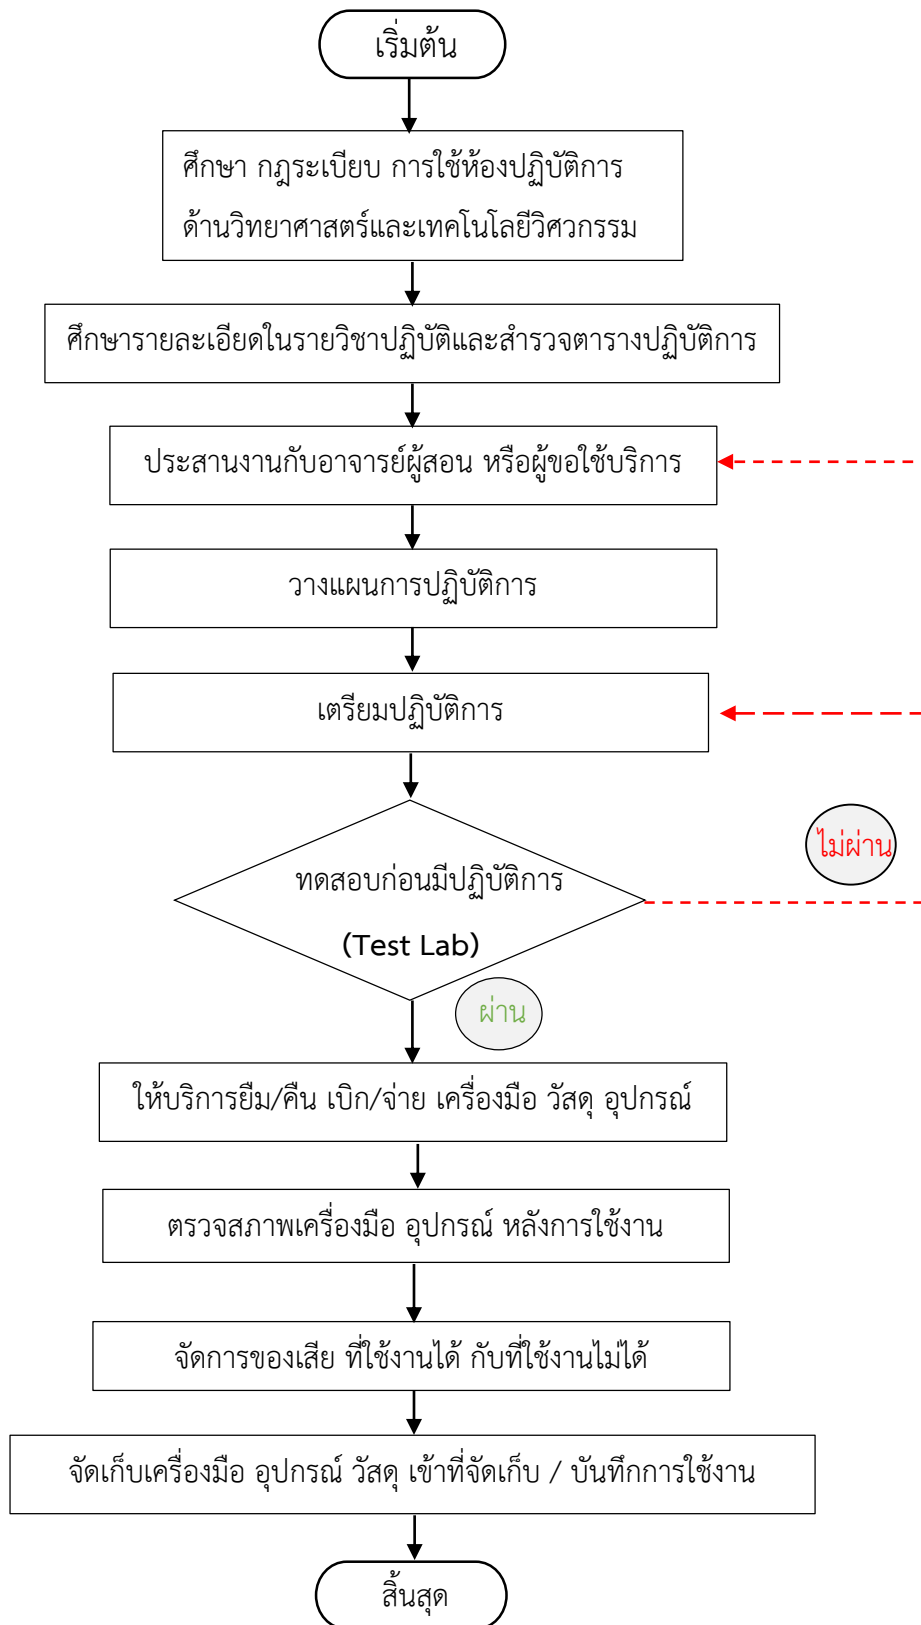 เริ่มต้น
ศึกษา กฎระเบียบ การใช้ห้องปฏิบัติการ
ด้านวิทยาศาสตร์และเทคโนโลยีวิศวกรรม
ศึกษารายละเอียดในรายวิชาปฏิบัติและสำรวจตารางปฏิบัติการ
ประสานงานกับอาจารย์ผู้สอน หรือผู้ขอใช้บริการ
วางแผนการปฏิบัติการ
เตรียมปฏิบัติการ
ไม่ผ่าน
ทดสอบก่อนมีปฏิบัติการ
(Test Lab)
ผ่าน
ให้บริการยืม/คืน เบิก/จ่าย เครื่องมือ วัสดุ อุปกรณ์
ตรวจสภาพเครื่องมือ อุปกรณ์ หลังการใช้งาน
จัดการของเสีย ที่ใช้งานได้ กับที่ใช้งานไม่ได้
จัดเก็บเครื่องมือ อุปกรณ์ วัสดุ เข้าที่จัดเก็บ / บันทึกการใช้งาน
สิ้นสุด